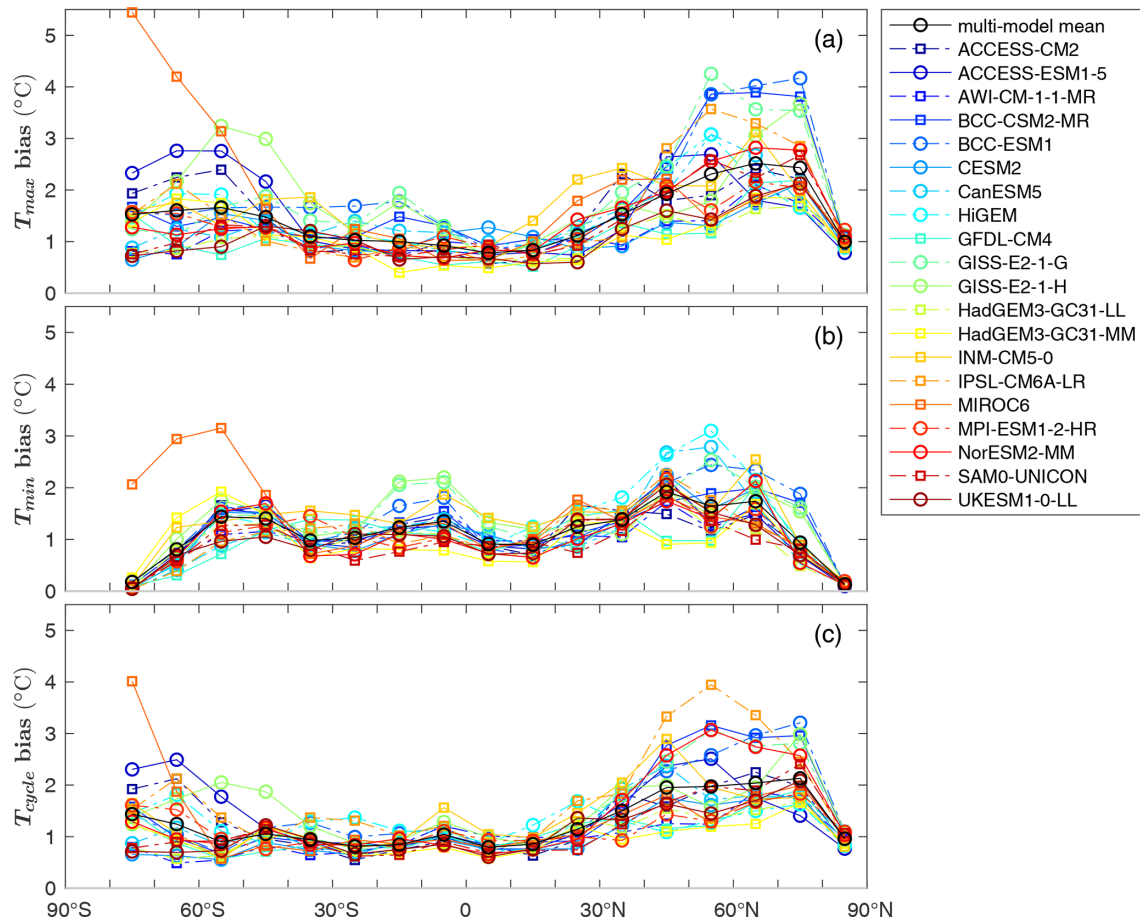 5
4
3
2
1
0
T_max bias (°C)
(a)
5
4
3
2
1
0
T_min bias (°C)
(b)
5
4
3
2
1
0
T_cycle bias (°C)
(c)
90°S 60°S 30°S 0 30°N 60°N 90°N
multi-model mean
ACCESS-CM2
ACCESS-ESM1-5
AWI-CM-1-1-MR
BCC-CSM2-MR
BCC-ESM1
CESM2
CanESM5
HiGEM
GFDL-CM4
GISS-E2-1-G
GISS-E2-1-H
HadGEM3-GC31-LL
HadGEM3-GC31-MM
INM-CM5-0
IPSL-CM6A-LR
MIROC6
MPI-ESM1-2-HR
NorESM2-MM
SAM0-UNICON
UKESM1-0-LL